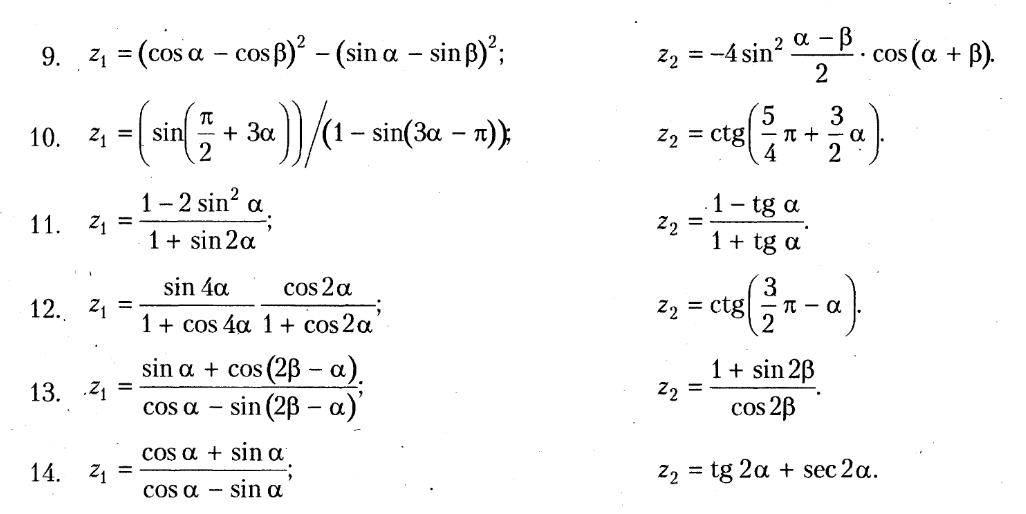 9. z₁ = (cos α − cos β)² − (sin α − sin β)²; z₂ = −4 sin² (α − β)/2 · cos(α + β).
10. z₁ = (sin(π/2 + 3α))/(1 − sin(3α − π)); z₂ = ctg(5/4 π + 3/2 α).
11. z₁ = (1 − 2 sin² α)/(1 + sin 2α); z₂ = (1 − tg α)/(1 + tg α).
12. z₁ = (sin 4α)/(1 + cos 4α) (cos 2α)/(1 + cos 2α); z₂ = ctg(3/2 π − α).
13. z₁ = (sin α + cos(2β − α))/(cos α − sin(2β − α)); z₂ = (1 + sin 2β)/(cos 2β).
14. z₁ = (cos α + sin α)/(cos α − sin α); z₂ = tg 2α + sec 2α.